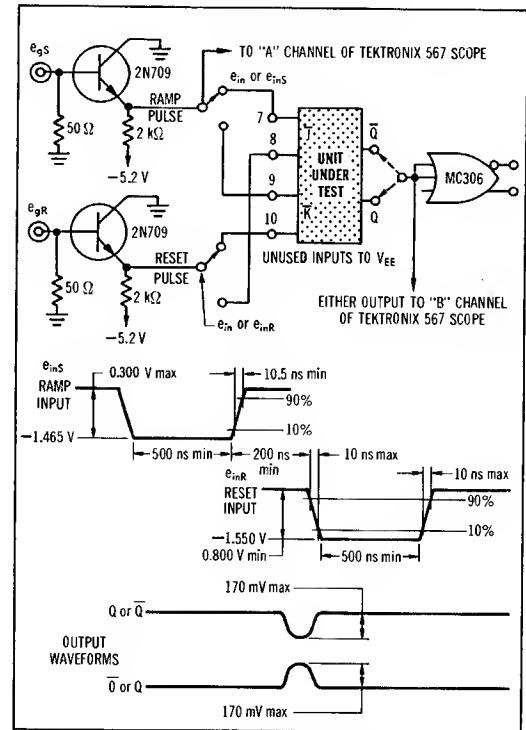 e_gS
2N709
50 Ω
RAMP
PULSE
2 kΩ
−5.2 V
TO "A" CHANNEL OF TEKTRONIX 567 SCOPE
e_in or e_inS
7
8
9
10
J̅
K̅
UNIT
UNDER
TEST
Q̅
Q
MC306
UNUSED INPUTS TO V_EE
e_gR
2N709
50 Ω
RESET
PULSE
2 kΩ
−5.2 V
e_in or e_inR
EITHER OUTPUT TO "B" CHANNEL
OF TEKTRONIX 567 SCOPE
e_inS
RAMP
INPUT
0.300 V max
10.5 ns min
90%
10%
−1.465 V
500 ns min
200 ns
min
10 ns max
10 ns max
e_inR
RESET
INPUT
90%
10%
−1.550 V
0.800 V min
500 ns min
170 mV max
Q or Q̅
OUTPUT
WAVEFORMS
Q̅ or Q
170 mV max